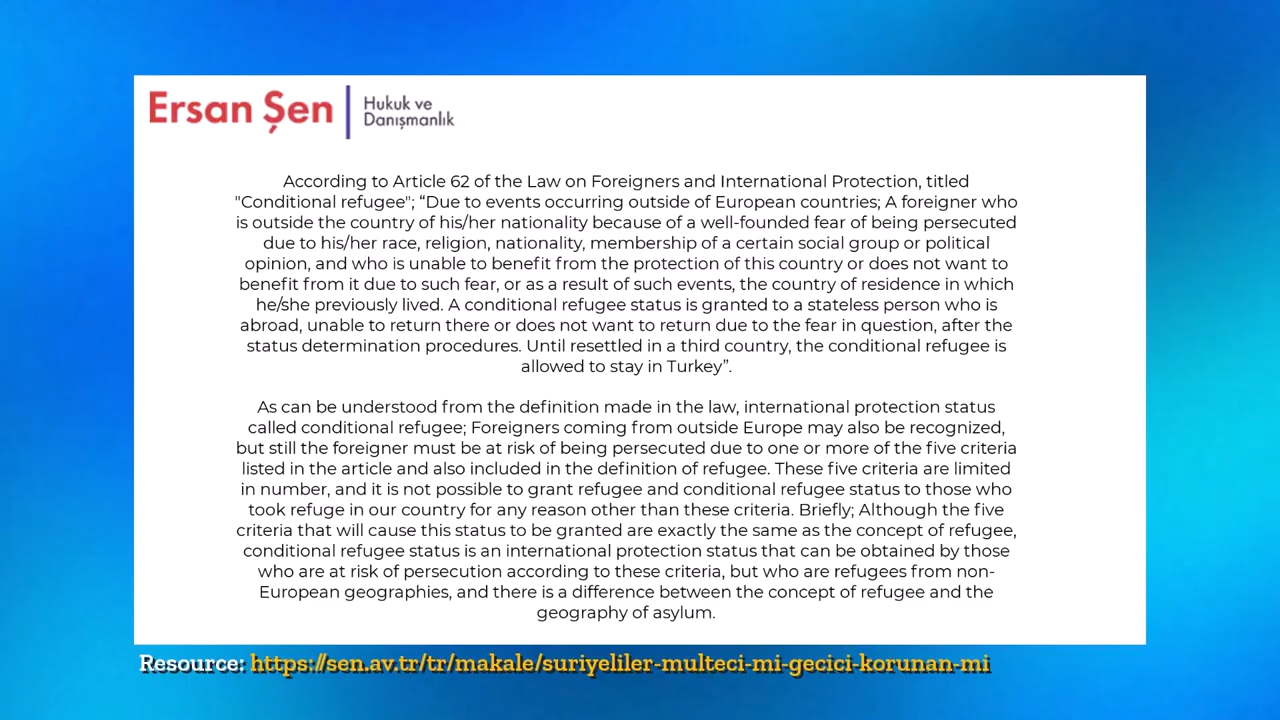 Ersan Şen
Hukuk ve
Danışmanlık
According to Article 62 of the Law on Foreigners and International Protection, titled
"Conditional refugee"; “Due to events occurring outside of European countries; A foreigner who
is outside the country of his/her nationality because of a well-founded fear of being persecuted
due to his/her race, religion, nationality, membership of a certain social group or political
opinion, and who is unable to benefit from the protection of this country or does not want to
benefit from it due to such fear, or as a result of such events, the country of residence in which
he/she previously lived. A conditional refugee status is granted to a stateless person who is
abroad, unable to return there or does not want to return due to the fear in question, after the
status determination procedures. Until resettled in a third country, the conditional refugee is
allowed to stay in Turkey”.
As can be understood from the definition made in the law, international protection status
called conditional refugee; Foreigners coming from outside Europe may also be recognized,
but still the foreigner must be at risk of being persecuted due to one or more of the five criteria
listed in the article and also included in the definition of refugee. These five criteria are limited
in number, and it is not possible to grant refugee and conditional refugee status to those who
took refuge in our country for any reason other than these criteria. Briefly; Although the five
criteria that will cause this status to be granted are exactly the same as the concept of refugee,
conditional refugee status is an international protection status that can be obtained by those
who are at risk of persecution according to these criteria, but who are refugees from non-
European geographies, and there is a difference between the concept of refugee and the
geography of asylum.
Resource: https://sen.av.tr/tr/makale/suriyeliler-multeci-mi-gecici-korunan-mi